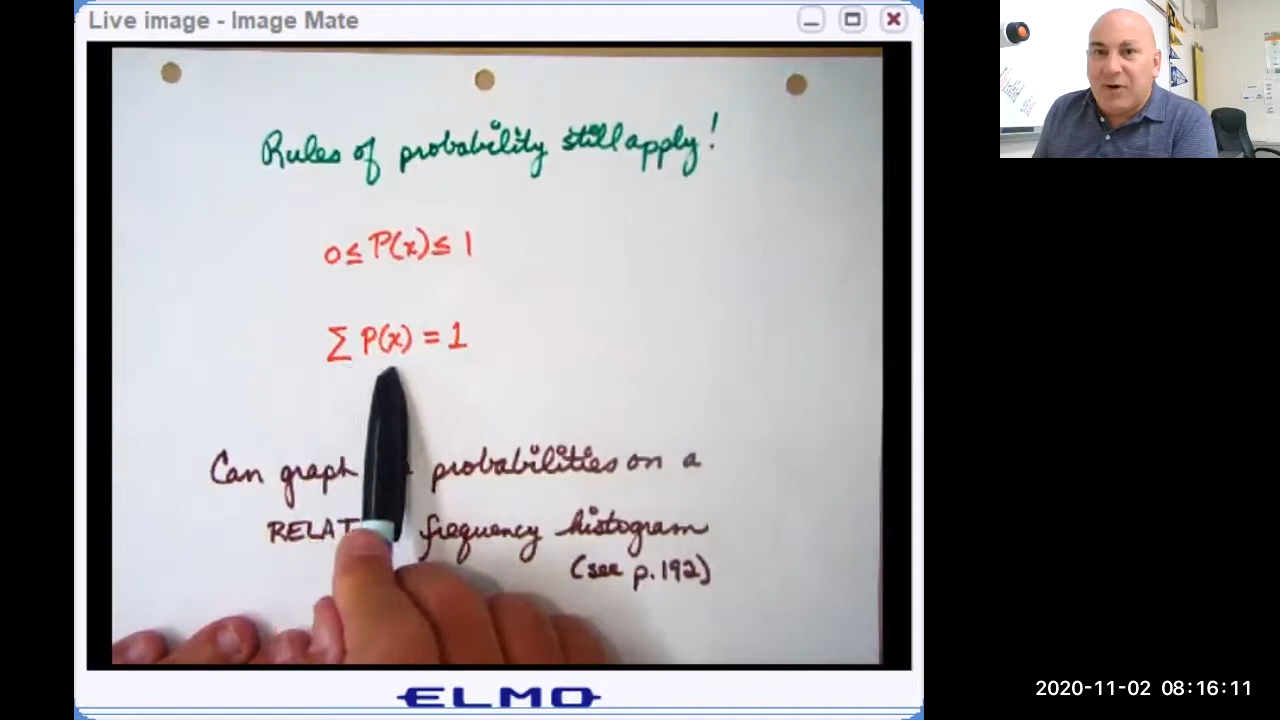 Live image - Image Mate
Rules of probability still apply!
0 ≤ P(x) ≤ 1
∑ P(x) = 1
Can graph probabilities on a
frequency histogram
(see p.192)
ELMO
2020-11-02 08:16:11